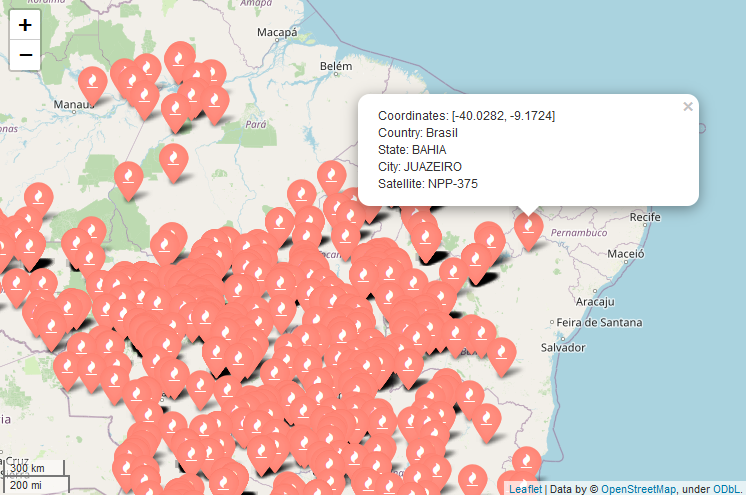 +
−
Amapá
Macapá
Belém
Manaus
Pará
×
Coordinates: [-40.0282, -9.1724]
Country: Brasil
State: BAHIA
City: JUAZEIRO
Satellite: NPP-375
Recife
Pernambuco
Maceió
Aracaju
Feira de Santana
Salvador
300 km
200 mi
Leaflet | Data by © OpenStreetMap, under ODbL.